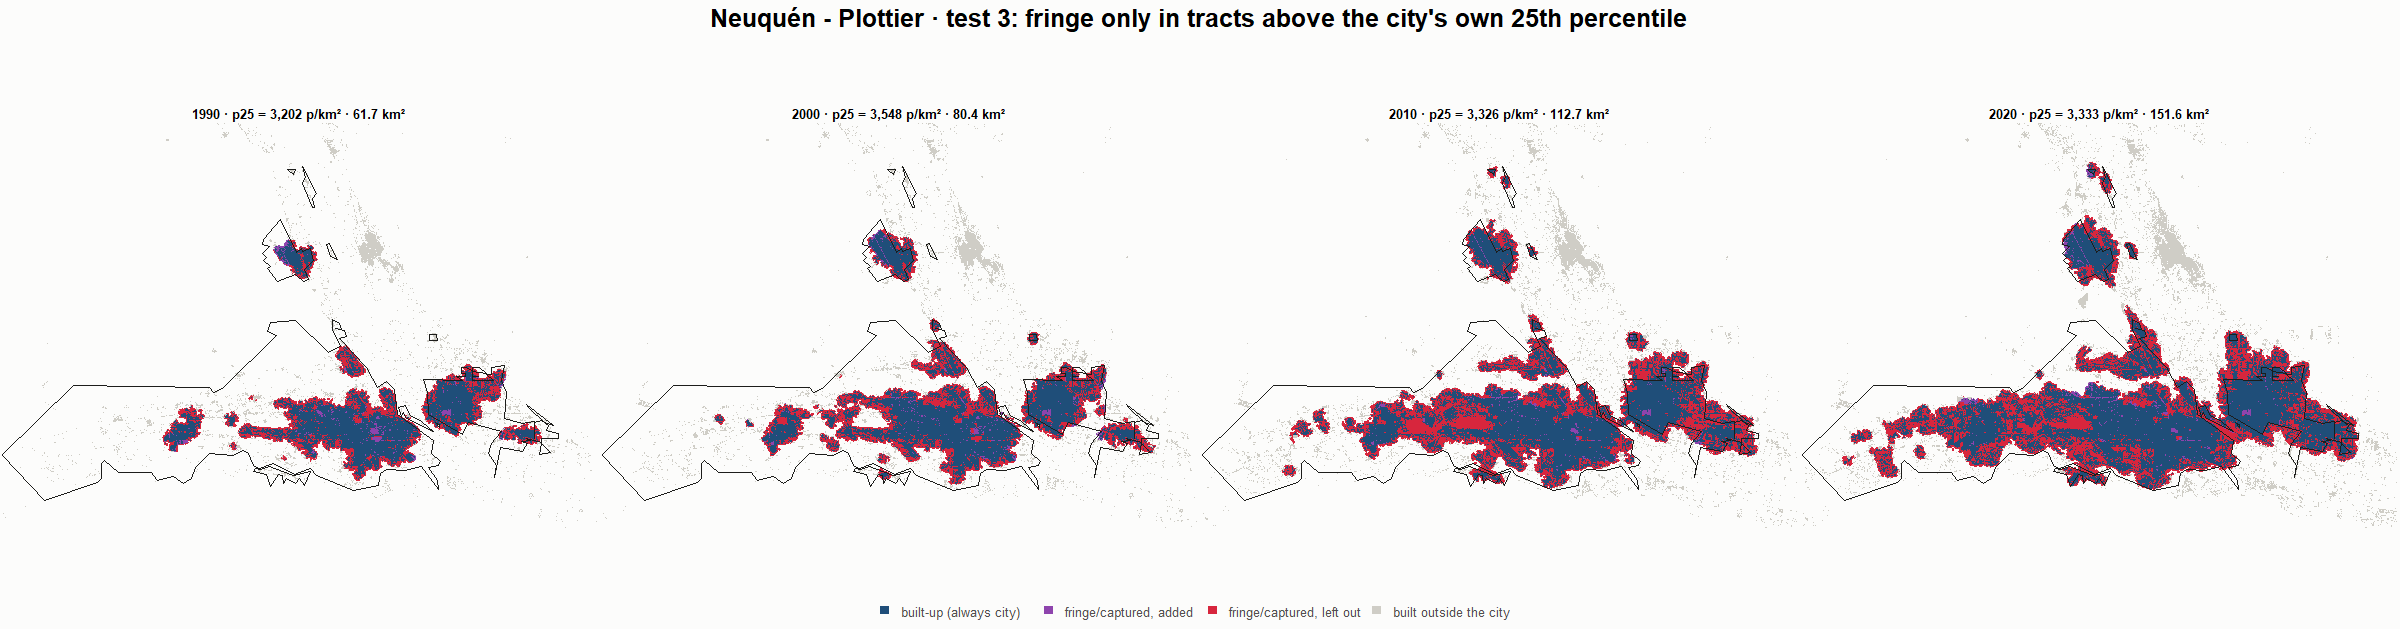 Neuquén - Plottier · test 3: fringe only in tracts above the city's own 25th percentile
1990 · p25 = 3,202 p/km² · 61.7 km²
2000 · p25 = 3,548 p/km² · 80.4 km²
2010 · p25 = 3,326 p/km² · 112.7 km²
2020 · p25 = 3,333 p/km² · 151.6 km²
built-up (always city)
fringe/captured, added
fringe/captured, left out
built outside the city